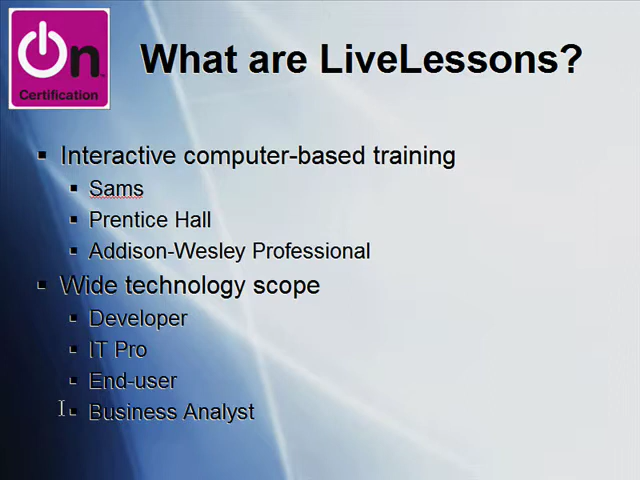 On
Certification
What are LiveLessons?
Interactive computer-based training
Sams
Prentice Hall
Addison-Wesley Professional
Wide technology scope
Developer
IT Pro
End-user
Business Analyst